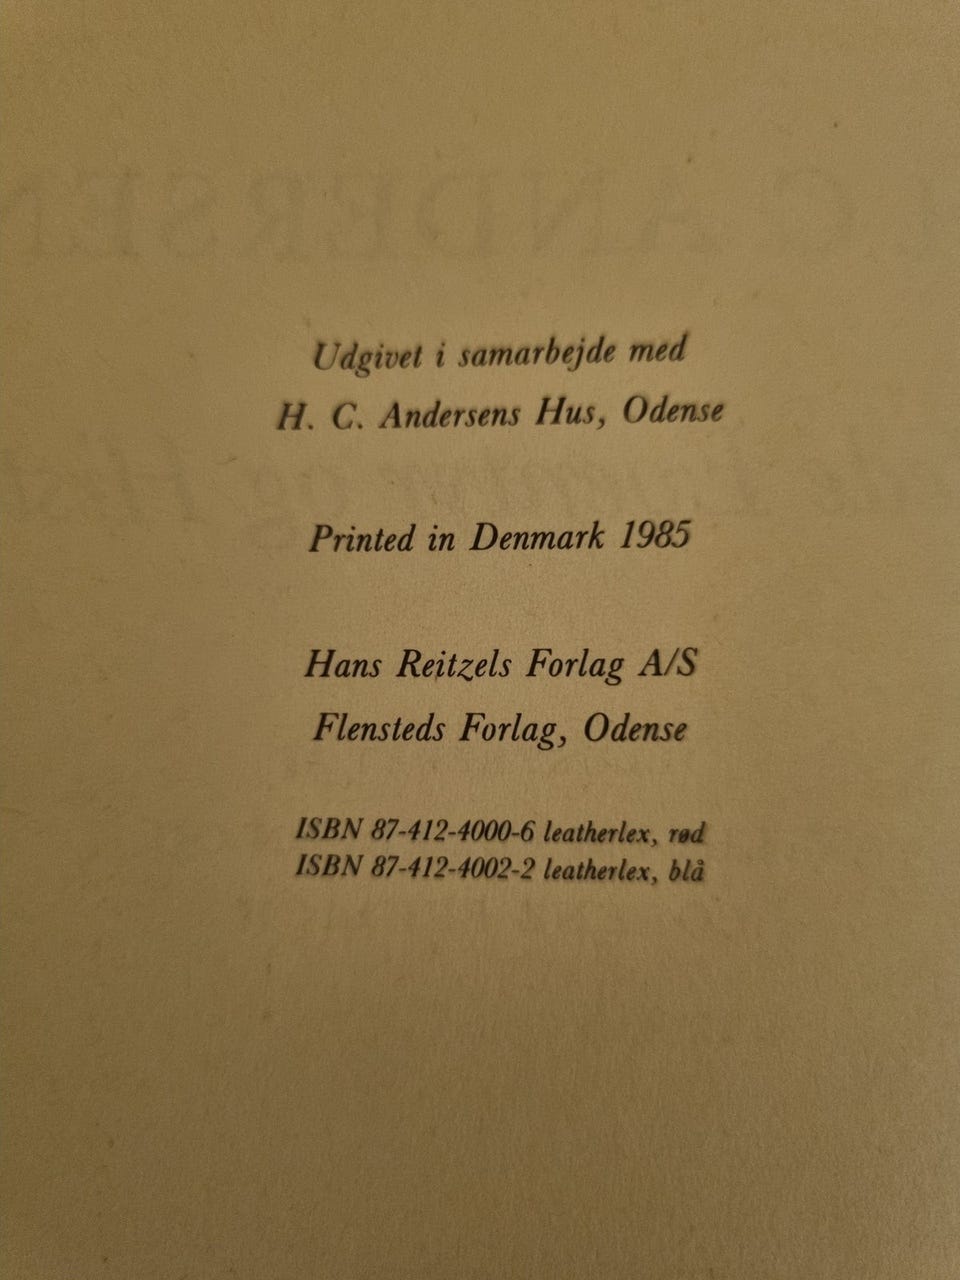 Udgivet i samarbejde med
H. C. Andersens Hus, Odense
Printed in Denmark 1985
Hans Reitzels Forlag A/S
Flensteds Forlag, Odense
ISBN 87-412-4000-6 leatherlex, rød
ISBN 87-412-4002-2 leatherlex, blå